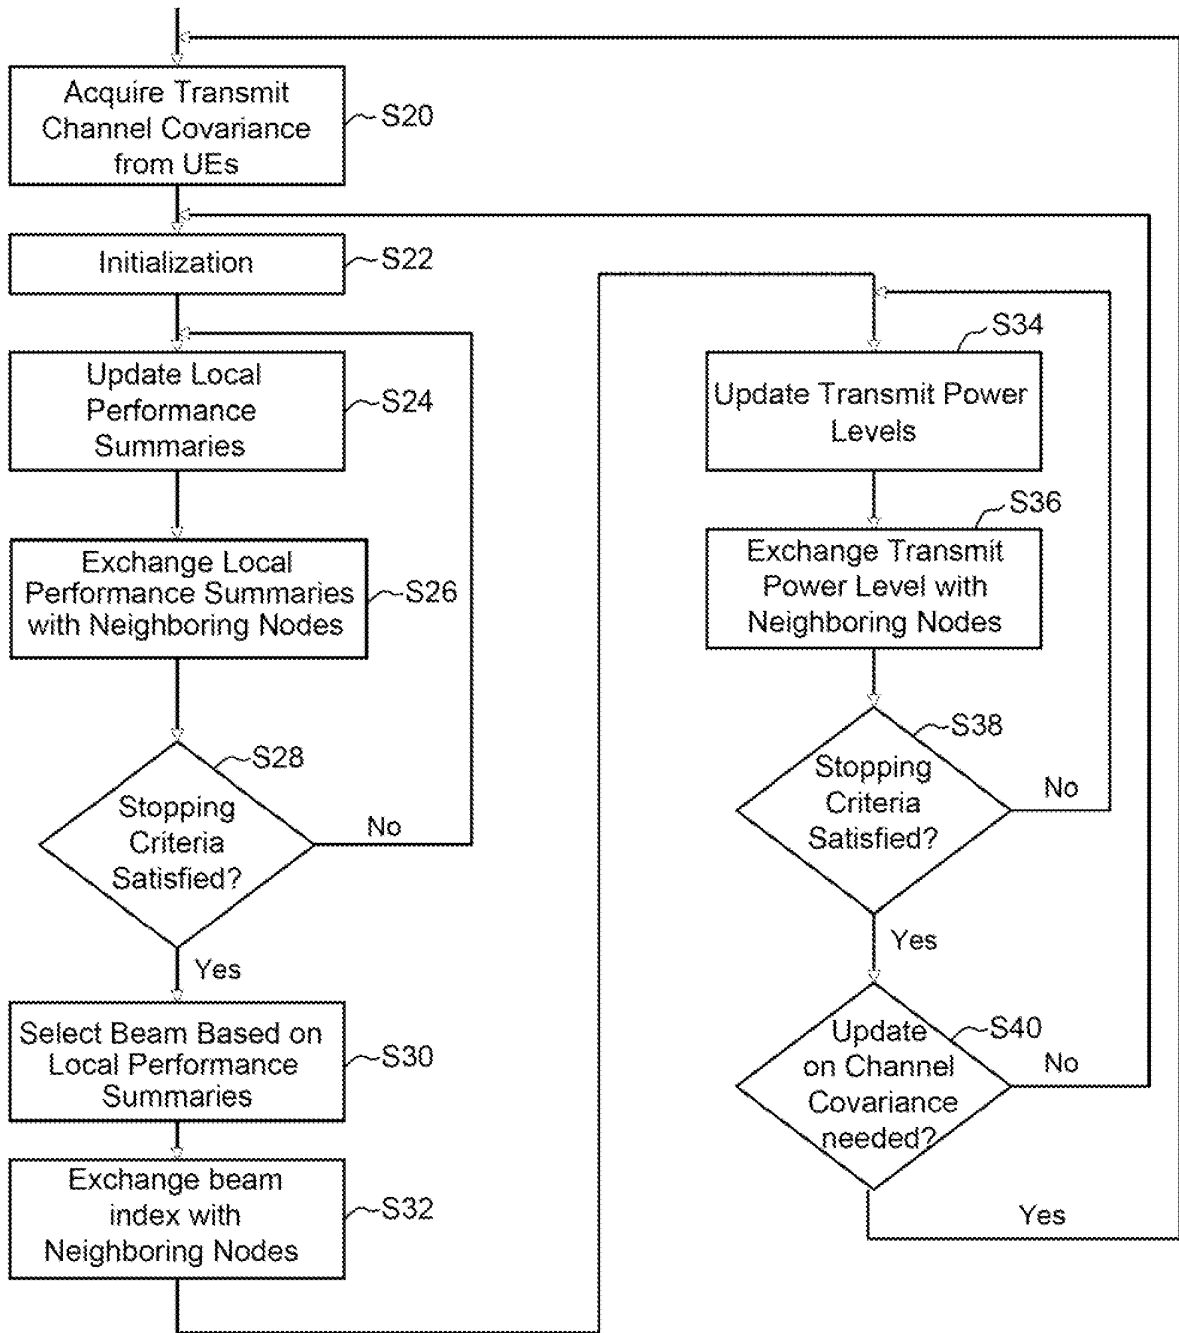 Acquire Transmit
Channel Covariance
from UEs
S20
Initialization
S22
Update Local
Performance
Summaries
S24
Exchange Local
Performance Summaries
with Neighboring Nodes
S26
S28
Stopping
Criteria
Satisfied?
No
Yes
Select Beam Based on
Local Performance
Summaries
S30
Exchange beam
index with
Neighboring Nodes
S32
S34
Update Transmit Power
Levels
S36
Exchange Transmit
Power Level with
Neighboring Nodes
S38
Stopping
Criteria
Satisfied?
No
Yes
S40
Update
on Channel
Covariance
needed?
No
Yes